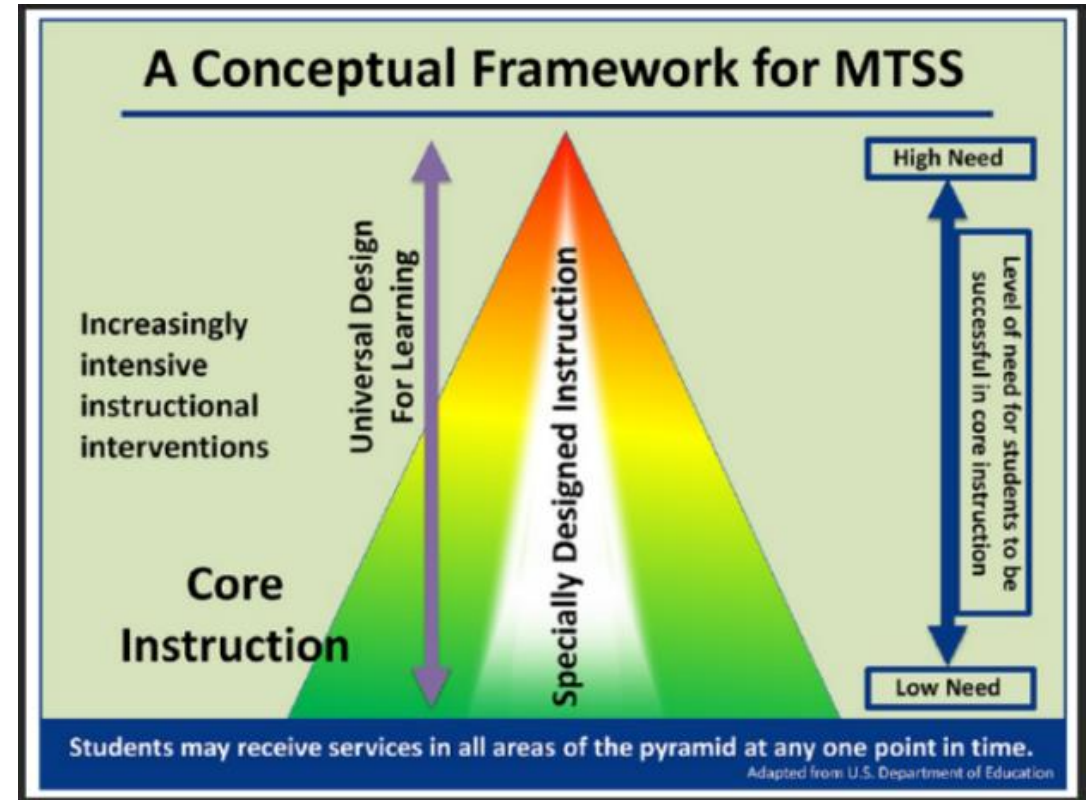 A Conceptual Framework for MTSS
High Need
Universal Design
For Learning
Specially Designed Instruction
Level of need for students to be
successful in core instruction
Increasingly
intensive
instructional
interventions
Core
Instruction
Low Need
Students may receive services in all areas of the pyramid at any one point in time.
Adapted from U.S. Department of Education